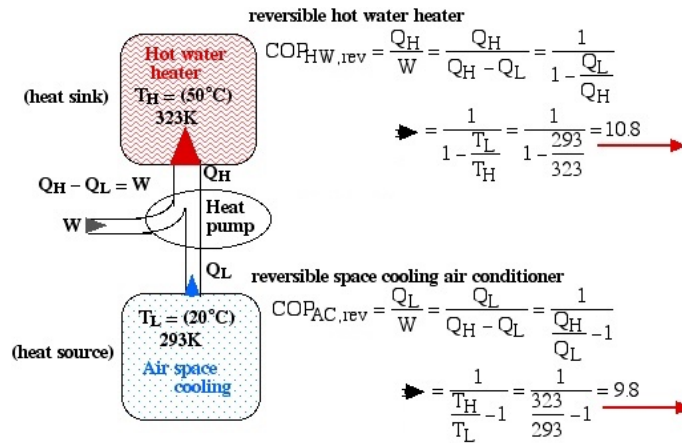 reversible hot water heater
Hot water
heater
T_H = (50°C)
323K
(heat sink)
COP_HW,rev = Q_H/W = Q_H/(Q_H − Q_L) = 1/(1 − Q_L/Q_H)
= 1/(1 − T_L/T_H) = 1/(1 − 293/323) = 10.8
Q_H
Q_H − Q_L = W
W
Heat
pump
Q_L
reversible space cooling air conditioner
T_L = (20°C)
293K
(heat source)
Air space
cooling
COP_AC,rev = Q_L/W = Q_L/(Q_H − Q_L) = 1/(Q_H/Q_L − 1)
= 1/(T_H/T_L − 1) = 1/(323/293 − 1) = 9.8